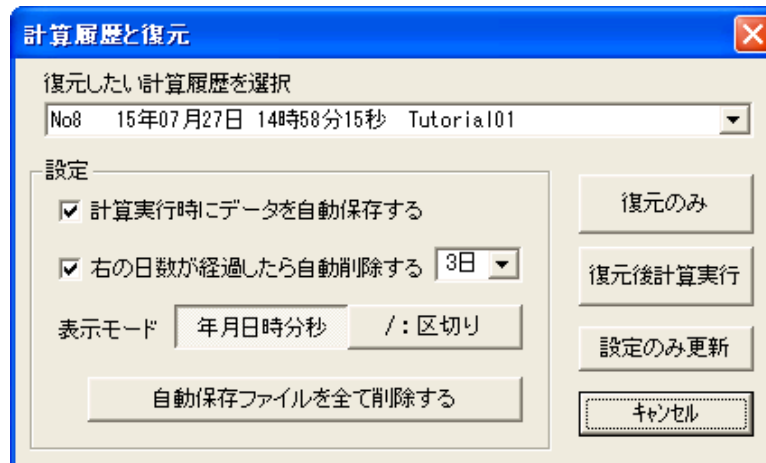 計算履歴と復元
復元したい計算履歴を選択
No8 15年07月27日 14時58分15秒 Tutorial01
設定
計算実行時にデータを自動保存する
右の日数が経過したら自動削除する 3日
表示モード 年月日時分秒 /:区切り
自動保存ファイルを全て削除する
復元のみ
復元後計算実行
設定のみ更新
キャンセル